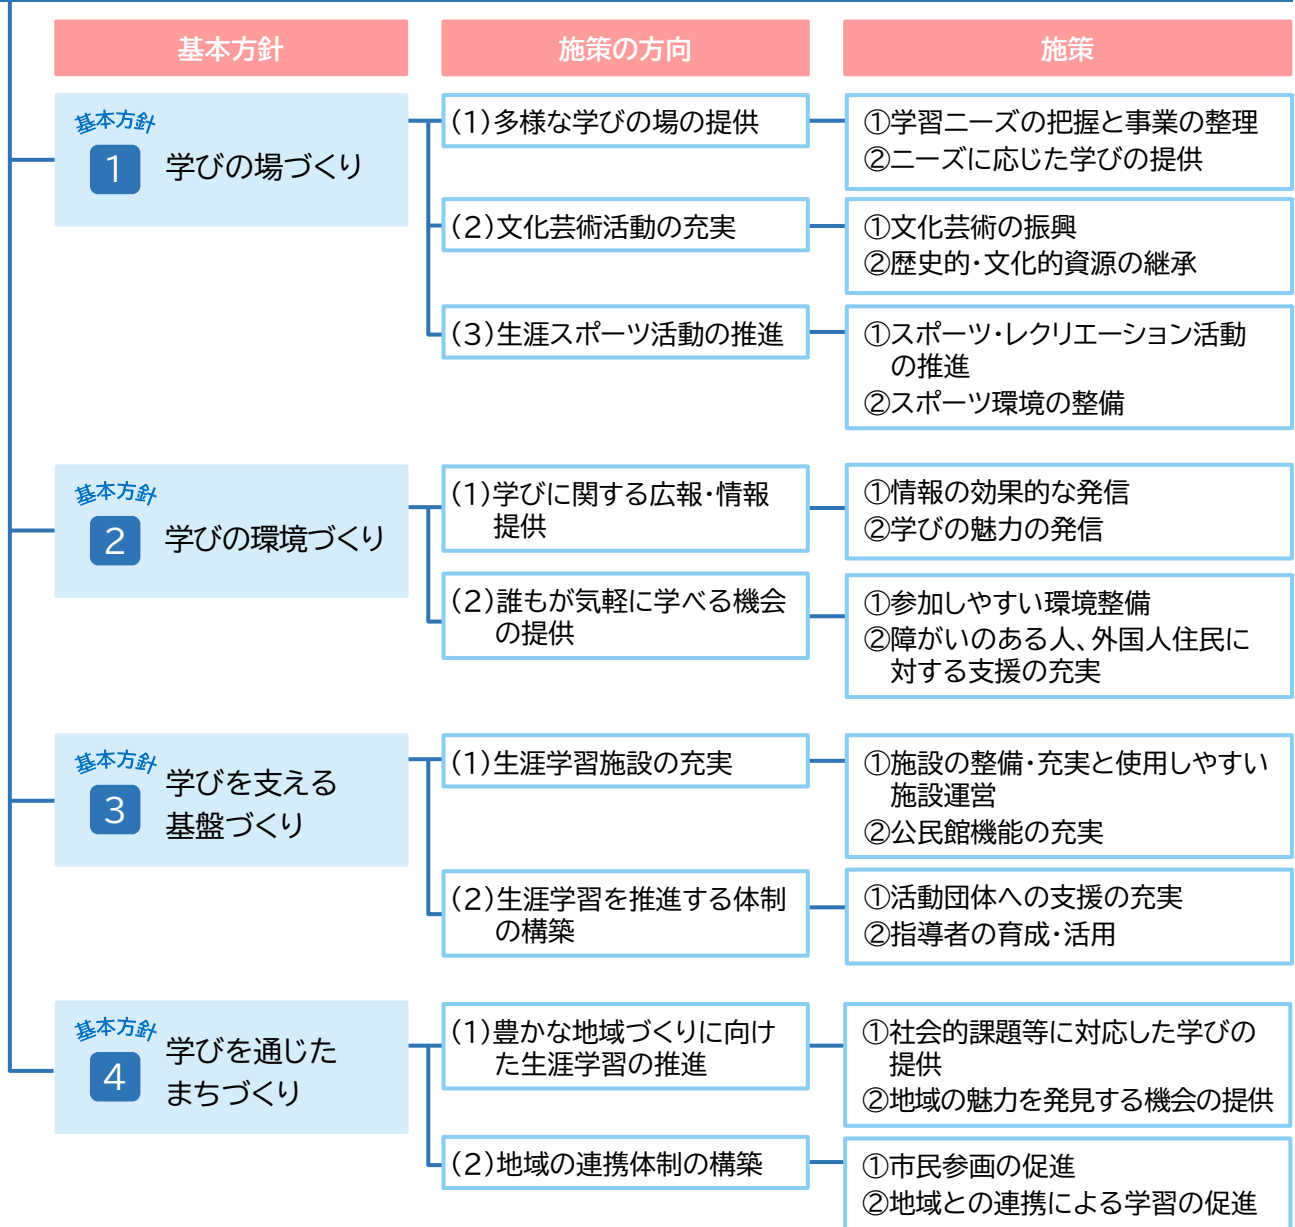 基本方針
施策の方向
施策
基本方針
1
学びの場づくり
(1)多様な学びの場の提供
①学習ニーズの把握と事業の整理
②ニーズに応じた学びの提供
(2)文化芸術活動の充実
①文化芸術の振興
②歴史的・文化的資源の継承
(3)生涯スポーツ活動の推進
①スポーツ・レクリエーション活動
の推進
②スポーツ環境の整備
基本方針
2
学びの環境づくり
(1)学びに関する広報・情報
提供
①情報の効果的な発信
②学びの魅力の発信
(2)誰もが気軽に学べる機会
の提供
①参加しやすい環境整備
②障がいのある人、外国人住民に
対する支援の充実
基本方針
3
学びを支える
基盤づくり
(1)生涯学習施設の充実
①施設の整備・充実と使用しやすい
施設運営
②公民館機能の充実
(2)生涯学習を推進する体制
の構築
①活動団体への支援の充実
②指導者の育成・活用
基本方針
4
学びを通じた
まちづくり
(1)豊かな地域づくりに向け
た生涯学習の推進
①社会的課題等に対応した学びの
提供
②地域の魅力を発見する機会の提供
(2)地域の連携体制の構築
①市民参画の促進
②地域との連携による学習の促進